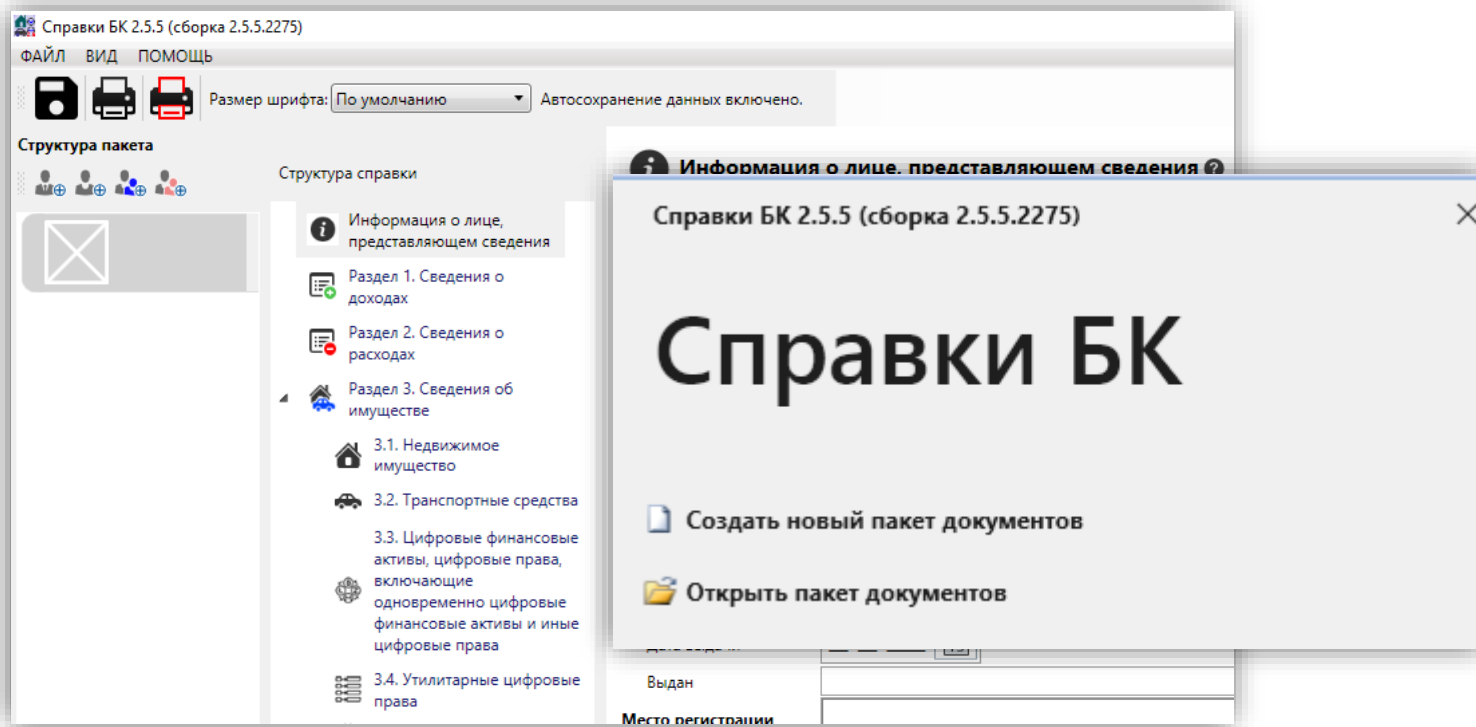 Справки БК 2.5.5 (сборка 2.5.5.2275)
ФАЙЛ ВИД ПОМОЩЬ
Размер шрифта: По умолчанию Автосохранение данных включено.
Структура пакета
Структура справки
Информация о лице,
представляющем сведения
Раздел 1. Сведения о
доходах
Раздел 2. Сведения о
расходах
Раздел 3. Сведения об
имуществе
3.1. Недвижимое
имущество
3.2. Транспортные средства
3.3. Цифровые финансовые
активы, цифровые права,
включающие
одновременно цифровые
финансовые активы и иные
цифровые права
3.4. Утилитарные цифровые
права
Информация о лице, представляющем сведения
Справки БК 2.5.5 (сборка 2.5.5.2275)
Справки БК
Создать новый пакет документов
Открыть пакет документов
Дата выдачи
15
Выдан
Место регистрации